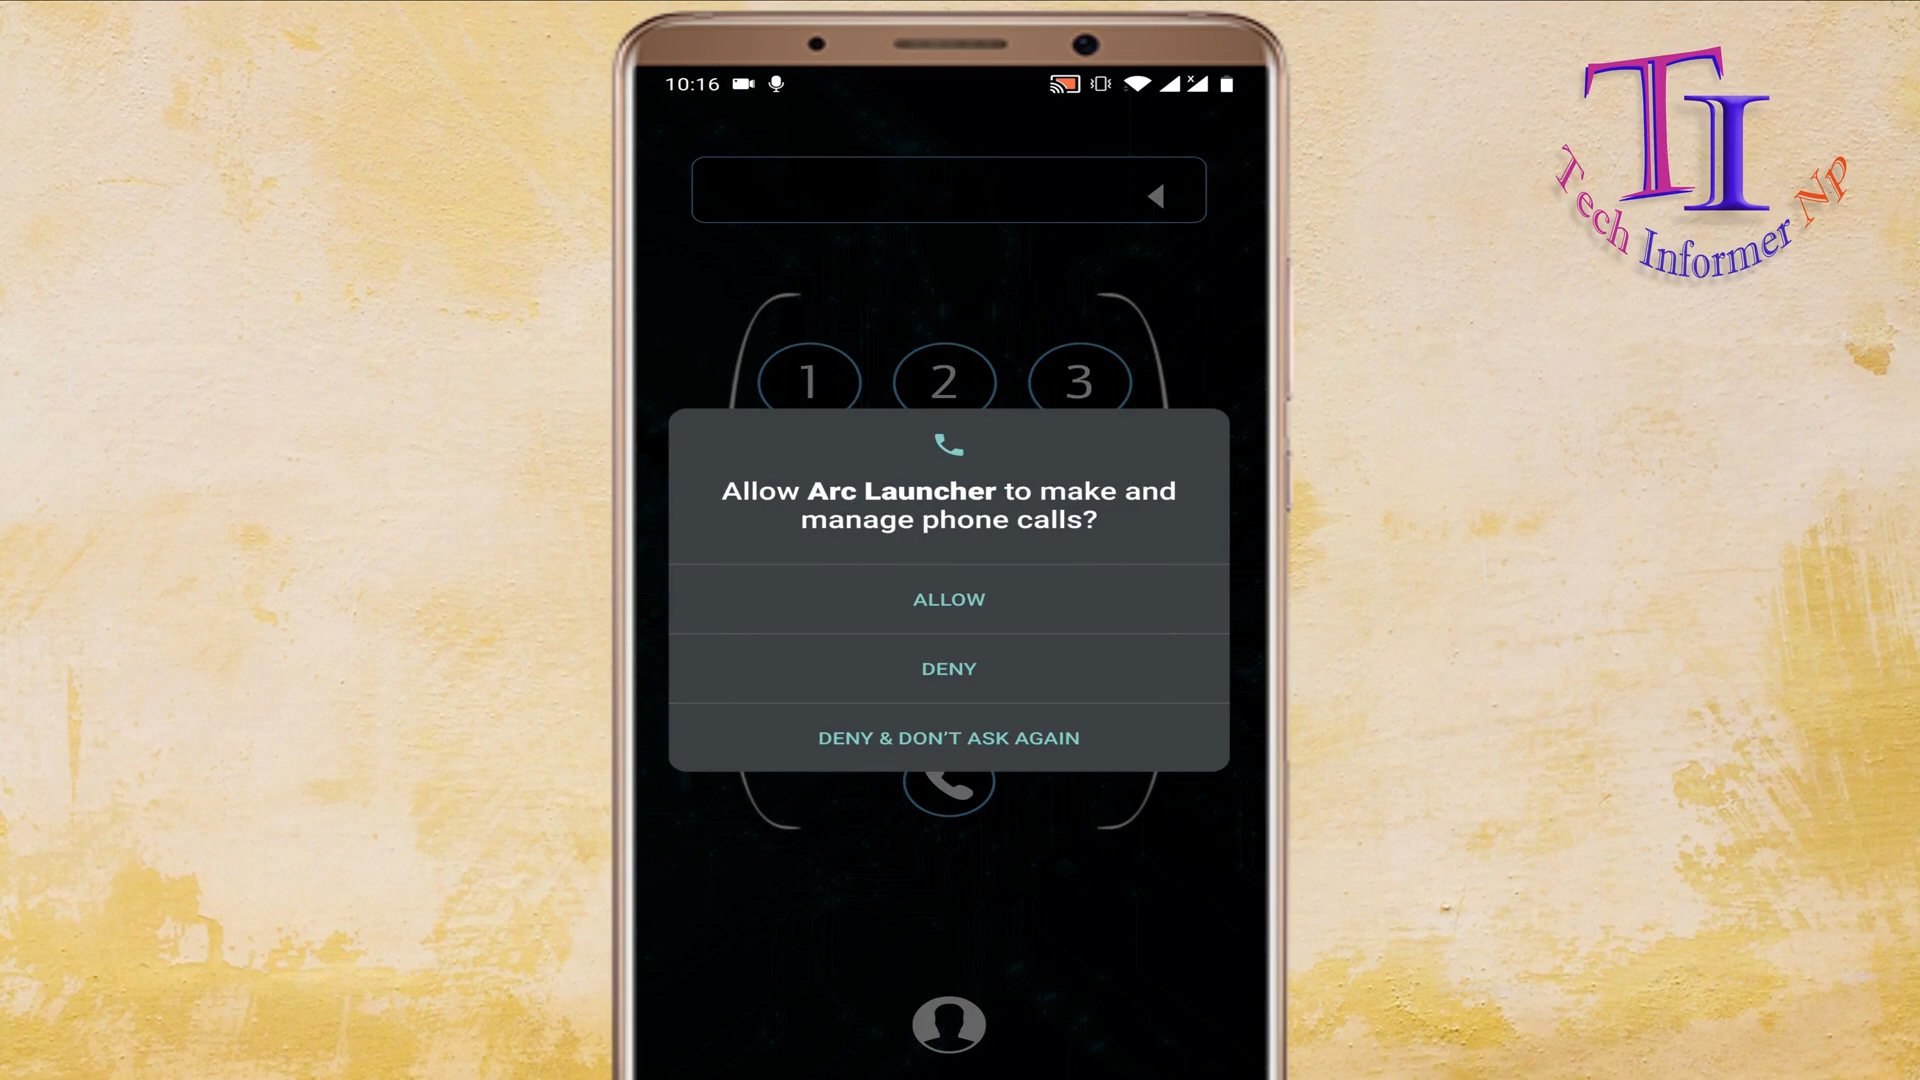 10:16
1 2 3
Allow Arc Launcher to make and
manage phone calls?
ALLOW
DENY
DENY & DON'T ASK AGAIN
TI
Tech Informer Np